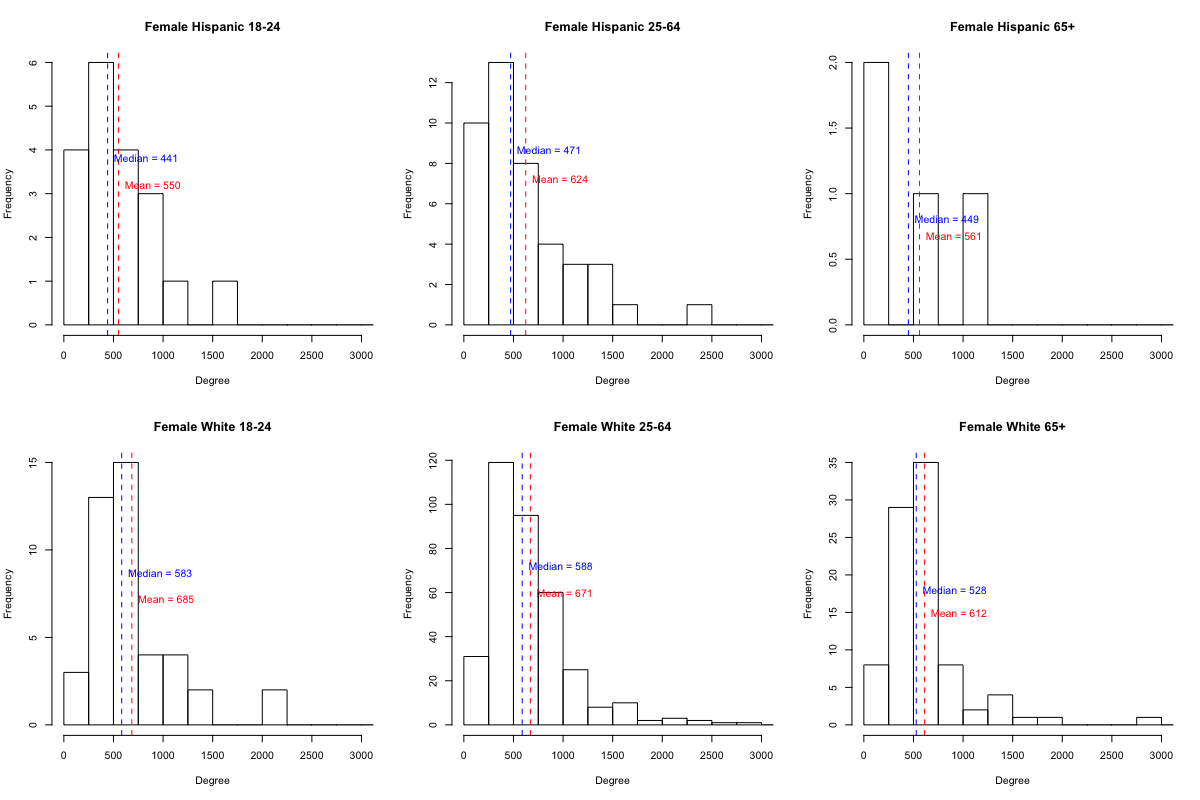 Female Hispanic 18-24
Frequency
0
1
2
3
4
5
6
Median = 441
Mean = 550
0 500 1000 1500 2000 2500 3000
Degree
Female Hispanic 25-64
Frequency
0
2
4
6
8
10
12
Median = 471
Mean = 624
0 500 1000 1500 2000 2500 3000
Degree
Female Hispanic 65+
Frequency
0.0
0.5
1.0
1.5
2.0
Median = 449
Mean = 561
0 500 1000 1500 2000 2500 3000
Degree
Female White 18-24
Frequency
0
5
10
15
Median = 583
Mean = 685
0 500 1000 1500 2000 2500 3000
Degree
Female White 25-64
Frequency
0
20
40
60
80
100
120
Median = 588
Mean = 671
0 500 1000 1500 2000 2500 3000
Degree
Female White 65+
Frequency
0
5
10
15
20
25
30
35
Median = 528
Mean = 612
0 500 1000 1500 2000 2500 3000
Degree